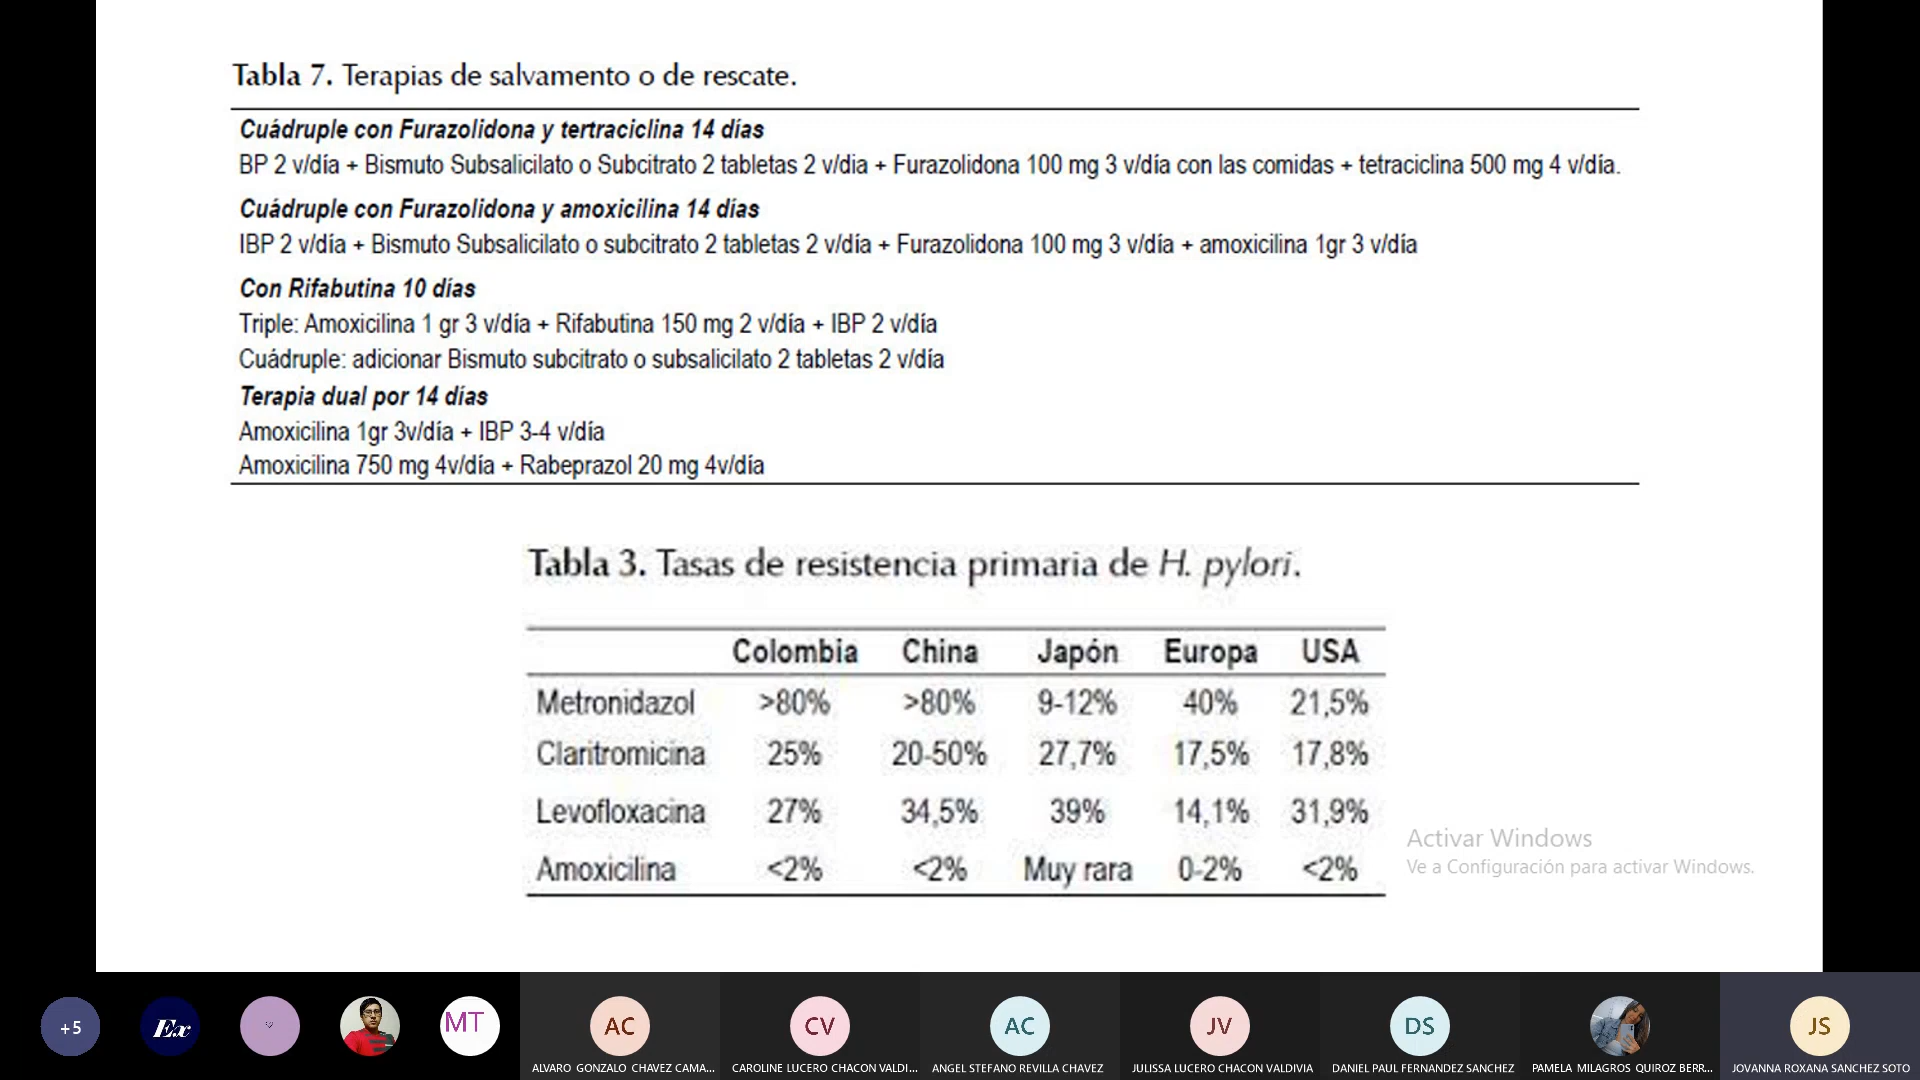 Tabla 7. Terapias de salvamento o de rescate.
Cuádruple con Furazolidona y tertraciclina 14 días
BP 2 v/día + Bismuto Subsalicilato o Subcitrato 2 tabletas 2 v/dia + Furazolidona 100 mg 3 v/día con las comidas + tetraciclina 500 mg 4 v/día.
Cuádruple con Furazolidona y amoxicilina 14 días
IBP 2 v/día + Bismuto Subsalicilato o subcitrato 2 tabletas 2 v/día + Furazolidona 100 mg 3 v/día + amoxicilina 1gr 3 v/día
Con Rifabutina 10 días
Triple: Amoxicilina 1 gr 3 v/día + Rifabutina 150 mg 2 v/día + IBP 2 v/día
Cuádruple: adicionar Bismuto subcitrato o subsalicilato 2 tabletas 2 v/día
Terapia dual por 14 días
Amoxicilina 1gr 3v/día + IBP 3-4 v/día
Amoxicilina 750 mg 4v/día + Rabeprazol 20 mg 4v/día
Tabla 3. Tasas de resistencia primaria de H. pylori.
Colombia China Japón Europa USA
Metronidazol >80% >80% 9-12% 40% 21,5%
Claritromicina 25% 20-50% 27,7% 17,5% 17,8%
Levofloxacina 27% 34,5% 39% 14,1% 31,9%
Amoxicilina <2% <2% Muy rara 0-2% <2%
Activar Windows
Ve a Configuración para activar Windows.
+5 Ex MT AC CV AC JV DS JS
ALVARO GONZALO CHAVEZ CAMA... CAROLINE LUCERO CHACON VALDI... ANGEL STEFANO REVILLA CHAVEZ JULISSA LUCERO CHACON VALDIVIA DANIEL PAUL FERNANDEZ SANCHEZ PAMELA MILAGROS QUIROZ BERR... JOVANNA ROXANA SANCHEZ SOTO